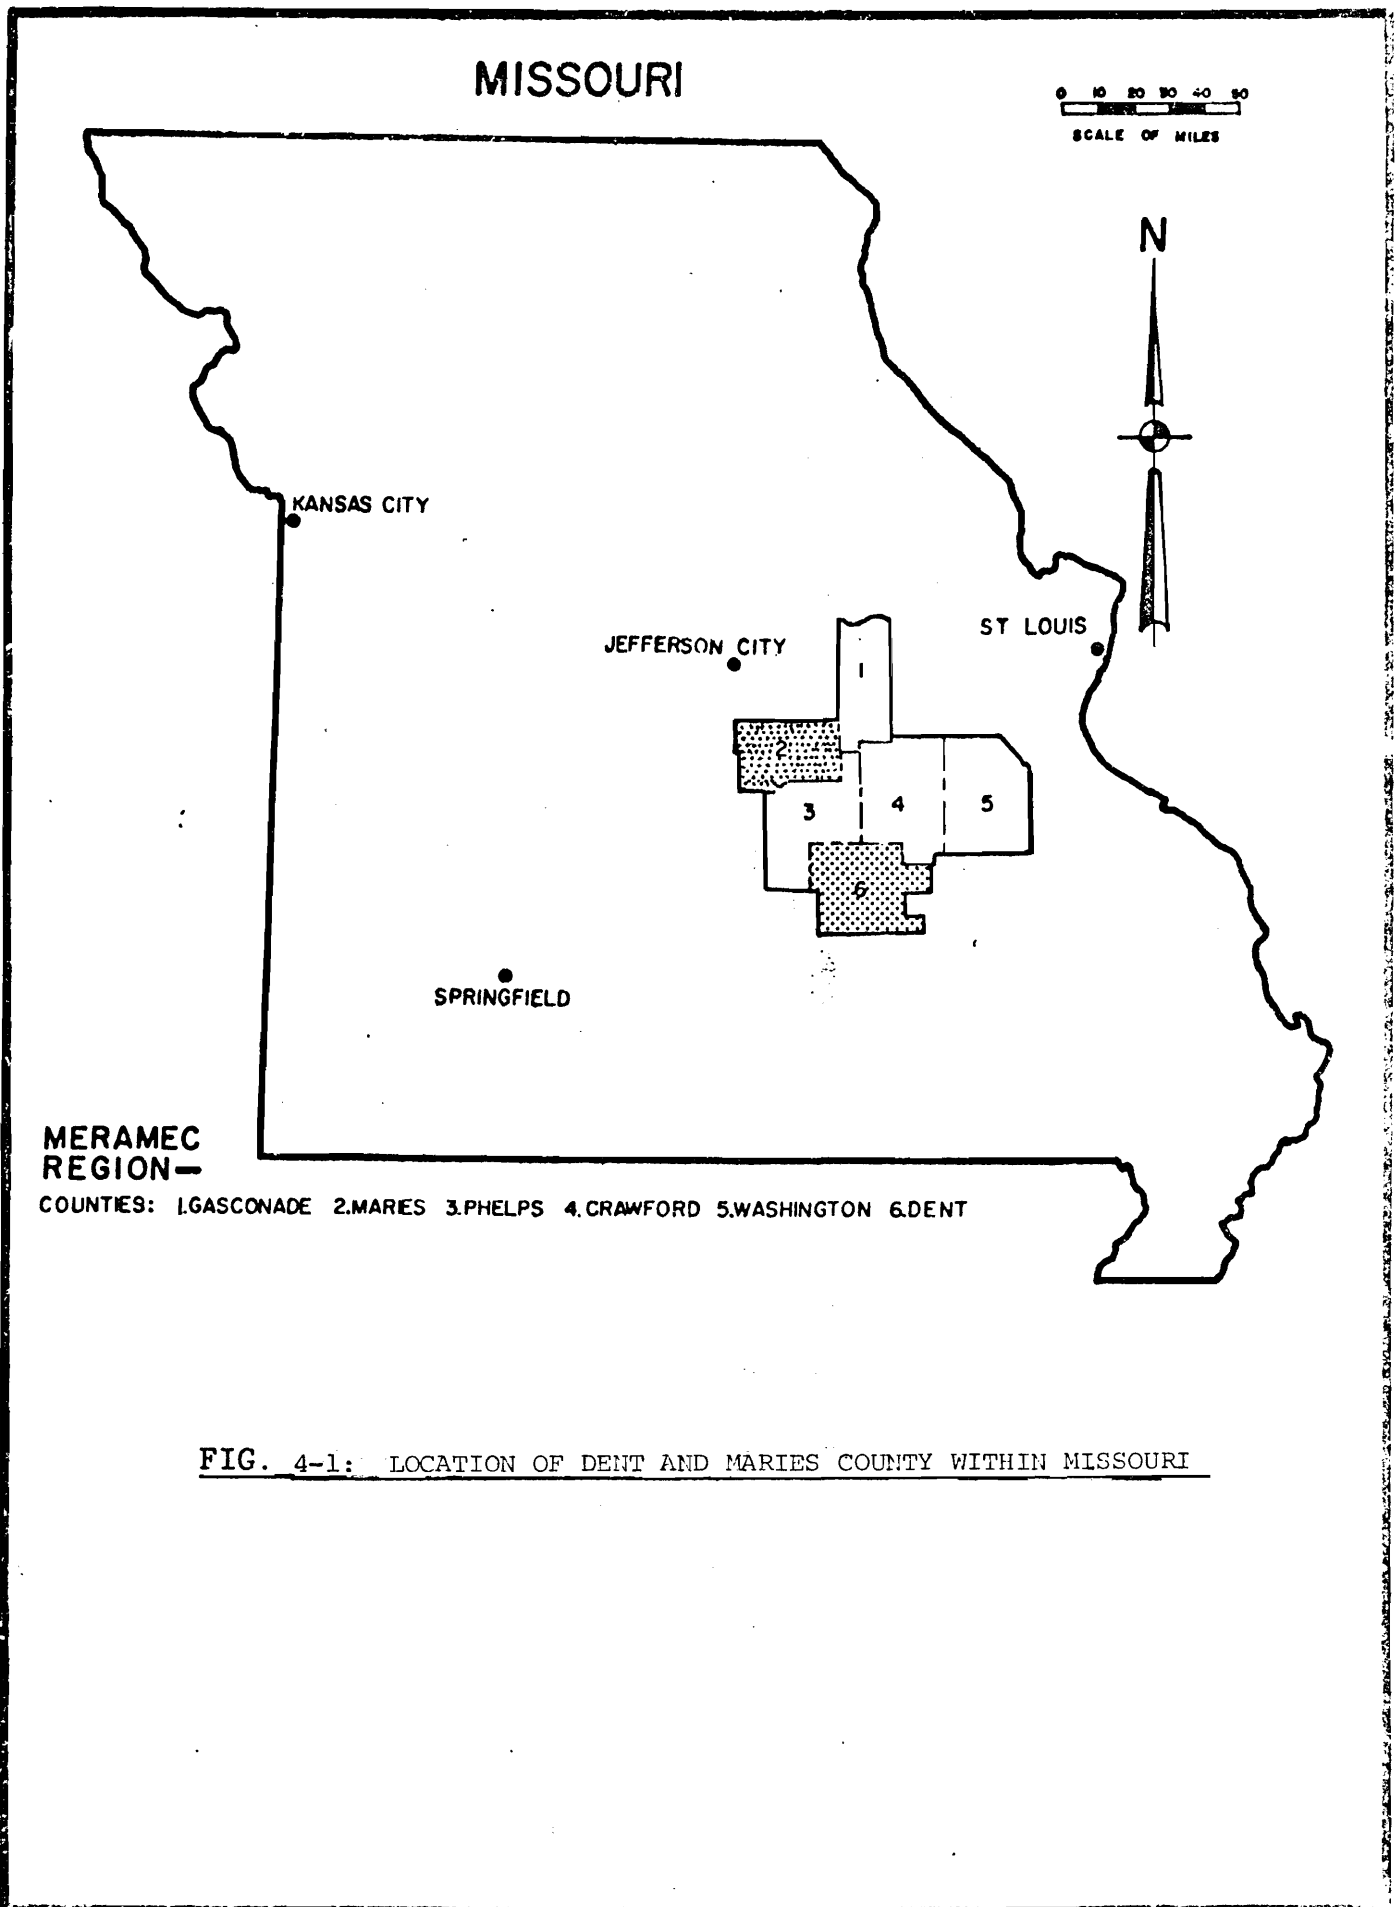 MISSOURI
0 10 20 30 40 50
SCALE OF MILES
N
KANSAS CITY
ST LOUIS
JEFFERSON CITY
1
2
3
4
5
6
SPRINGFIELD
MERAMEC
REGION—
COUNTIES: 1.GASCONADE 2.MARIES 3.PHELPS 4.CRAWFORD 5.WASHINGTON 6.DENT
FIG. 4-1: LOCATION OF DENT AND MARIES COUNTY WITHIN MISSOURI